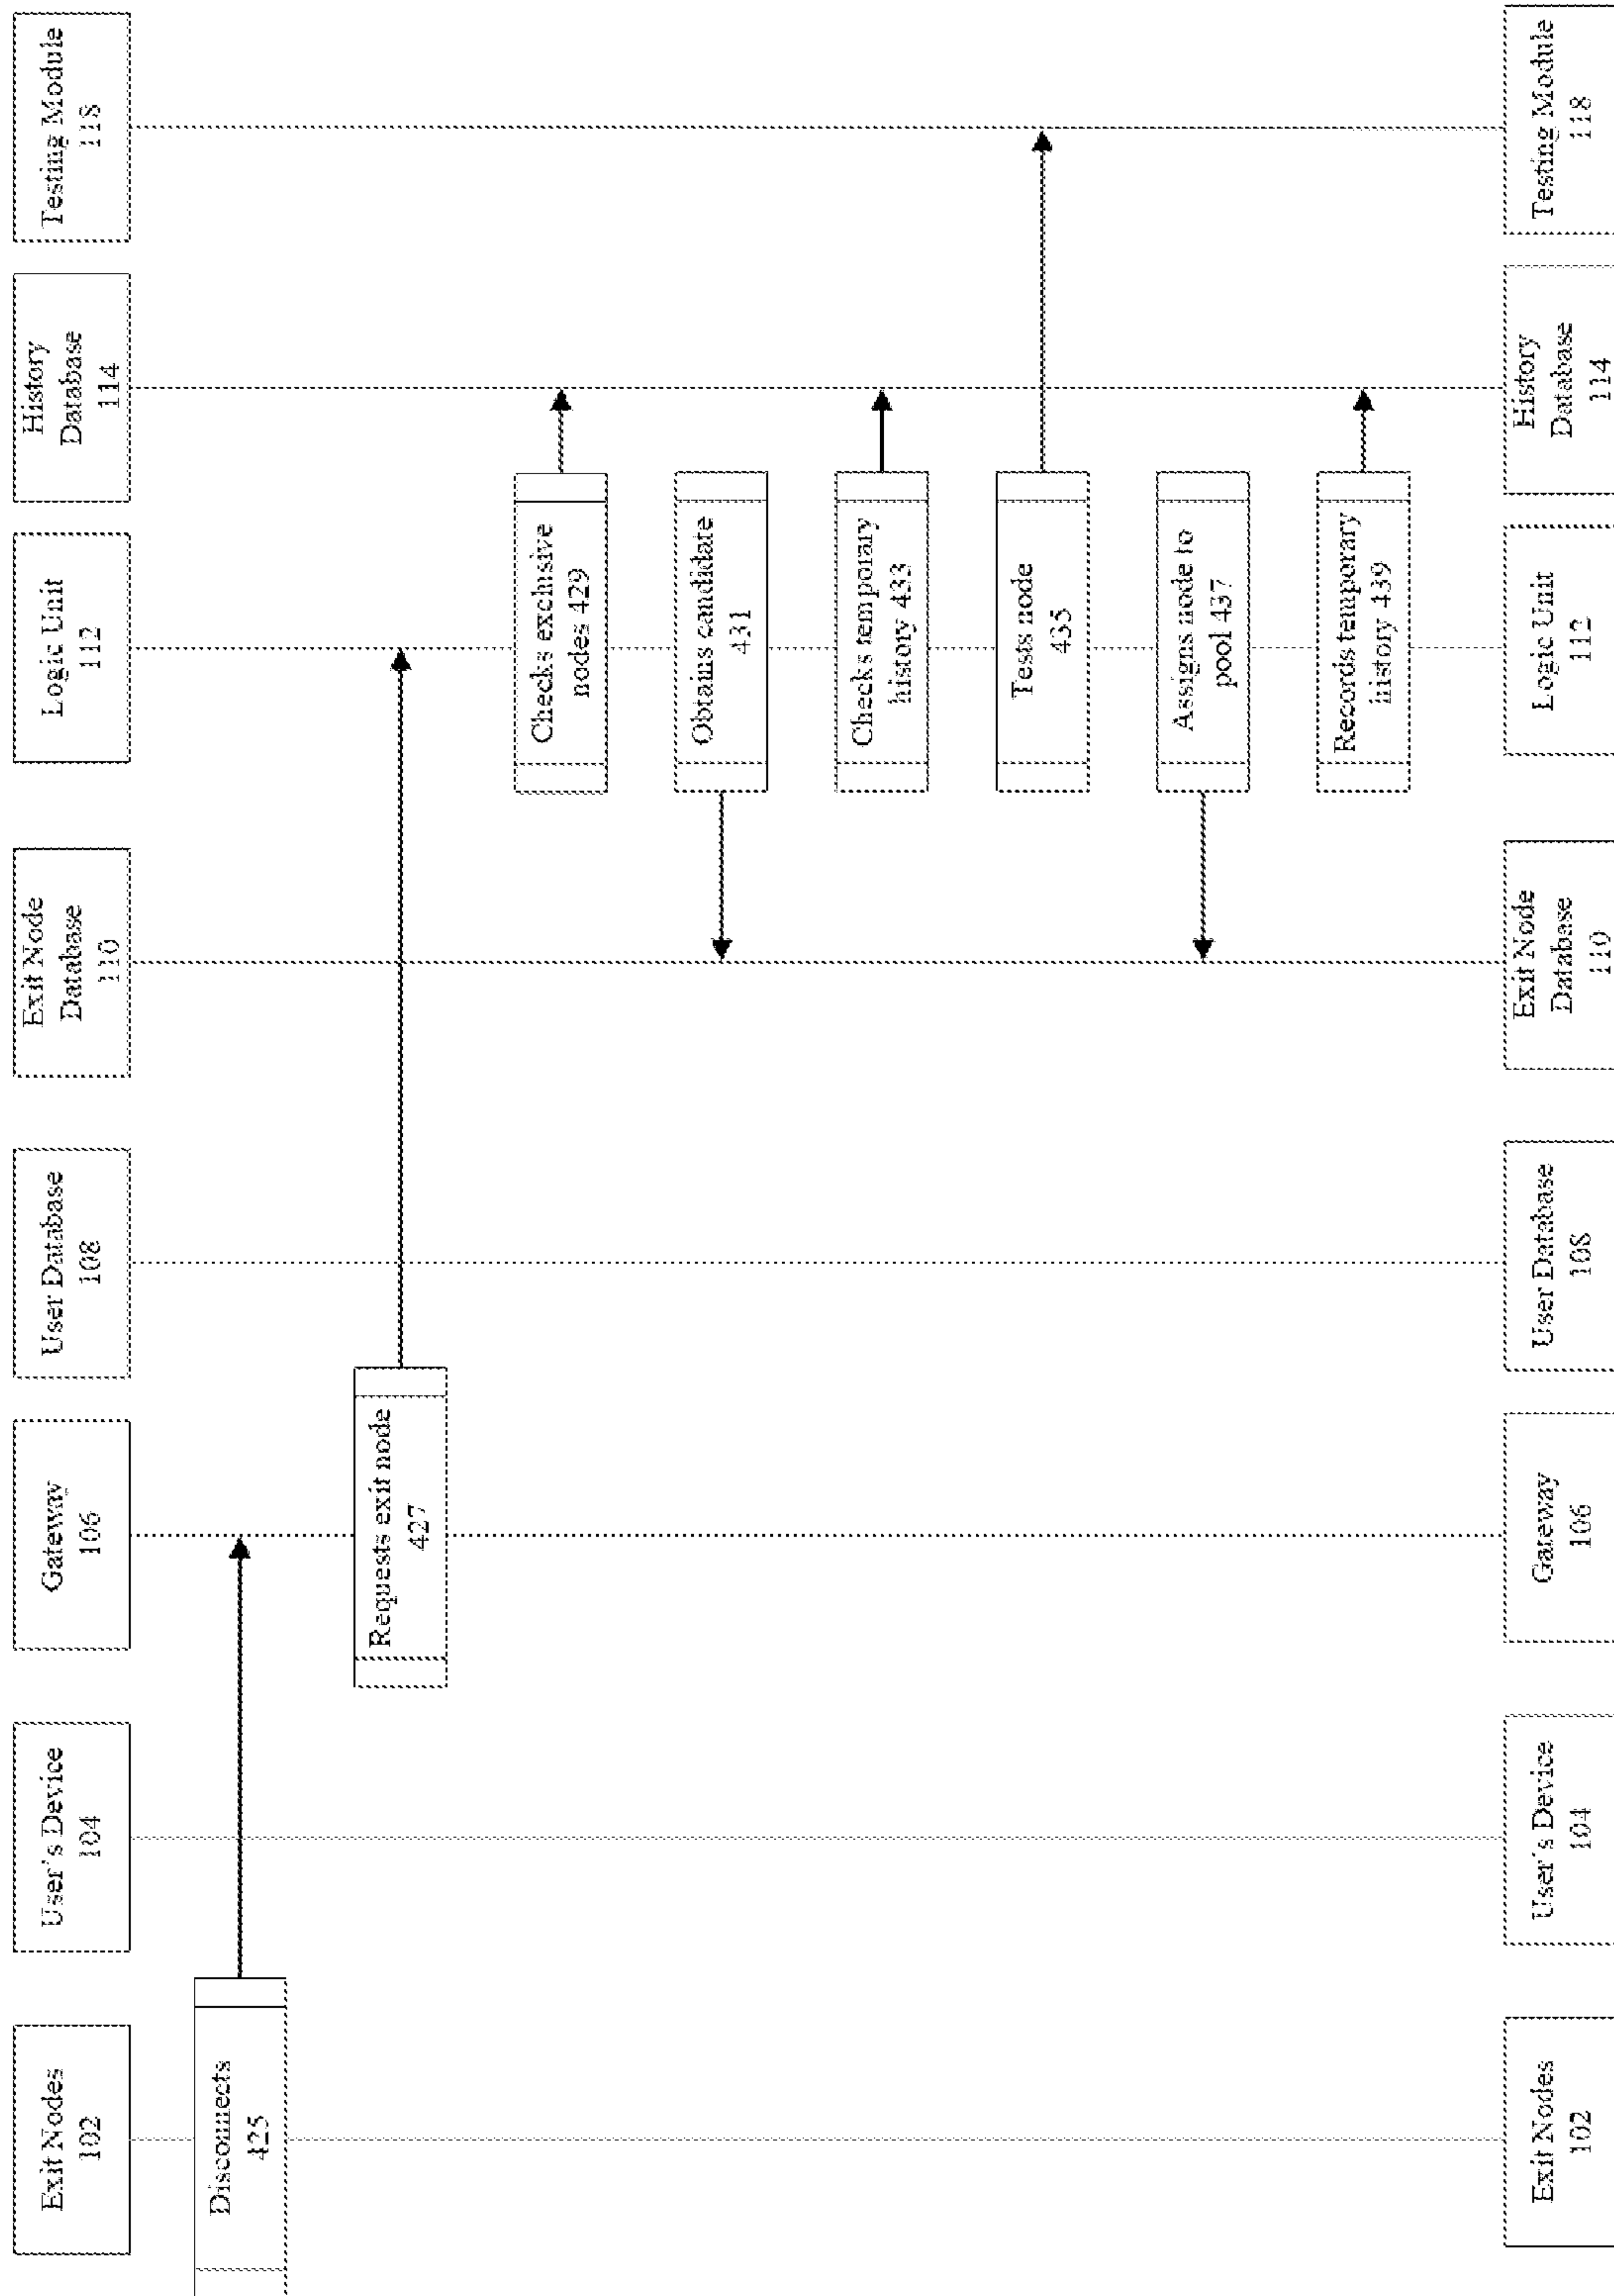 Exit Nodes
102
User's Device
104
Gateway
106
User Database
108
Exit Node
Database
110
Logic Unit
112
History
Database
114
Testing Module
118
Disconnects
425
Requests exit node
427
Checks exclusive
nodes 429
Obtains candidate
431
Checks temporary
history 433
Tests node
435
Assigns node to
pool 437
Records temporary
history 439
Exit Nodes
102
User's Device
104
Gateway
106
User Database
108
Exit Node
Database
110
Logic Unit
112
History
Database
114
Testing Module
118